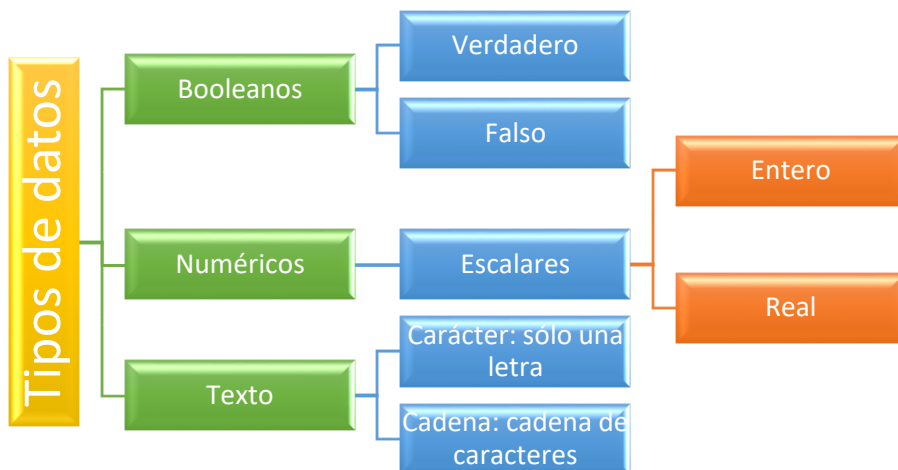 Tipos de datos
Booleanos
Verdadero
Falso
Numéricos
Escalares
Entero
Real
Texto
Carácter: sólo una
letra
Cadena: cadena de
caracteres